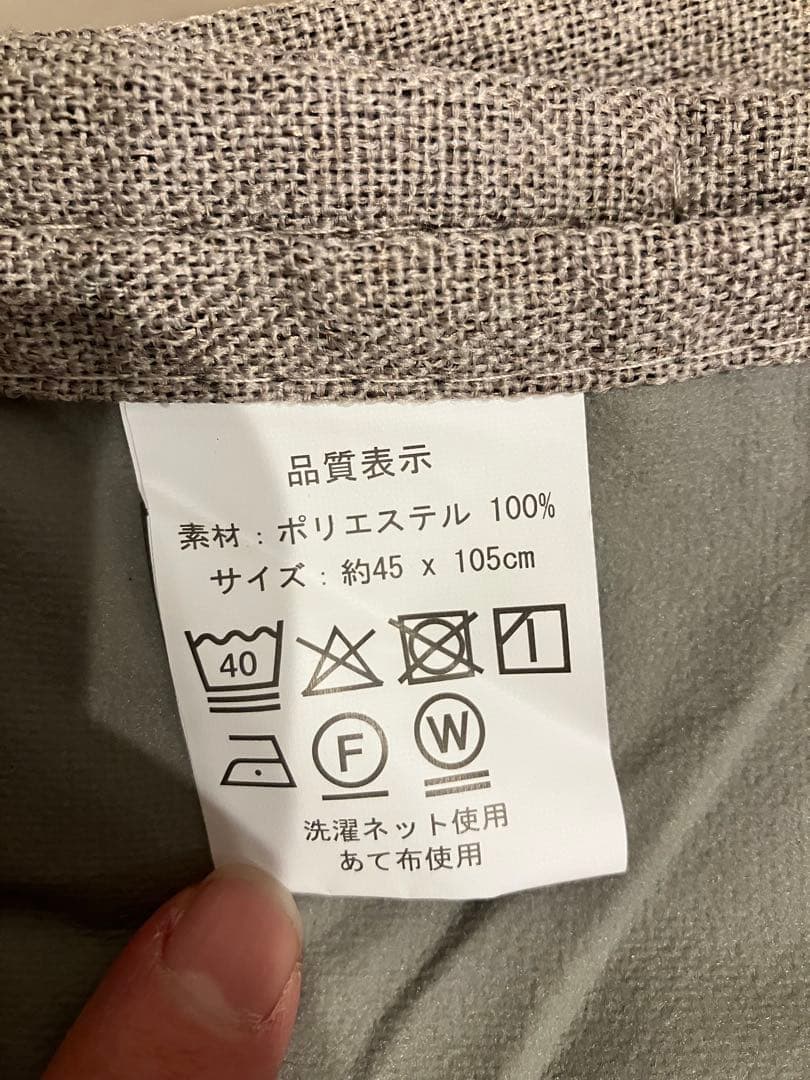 品質表示
素材：ポリエステル 100%
サイズ：約45 x 105cm
40
F W
洗濯ネット使用
あて布使用